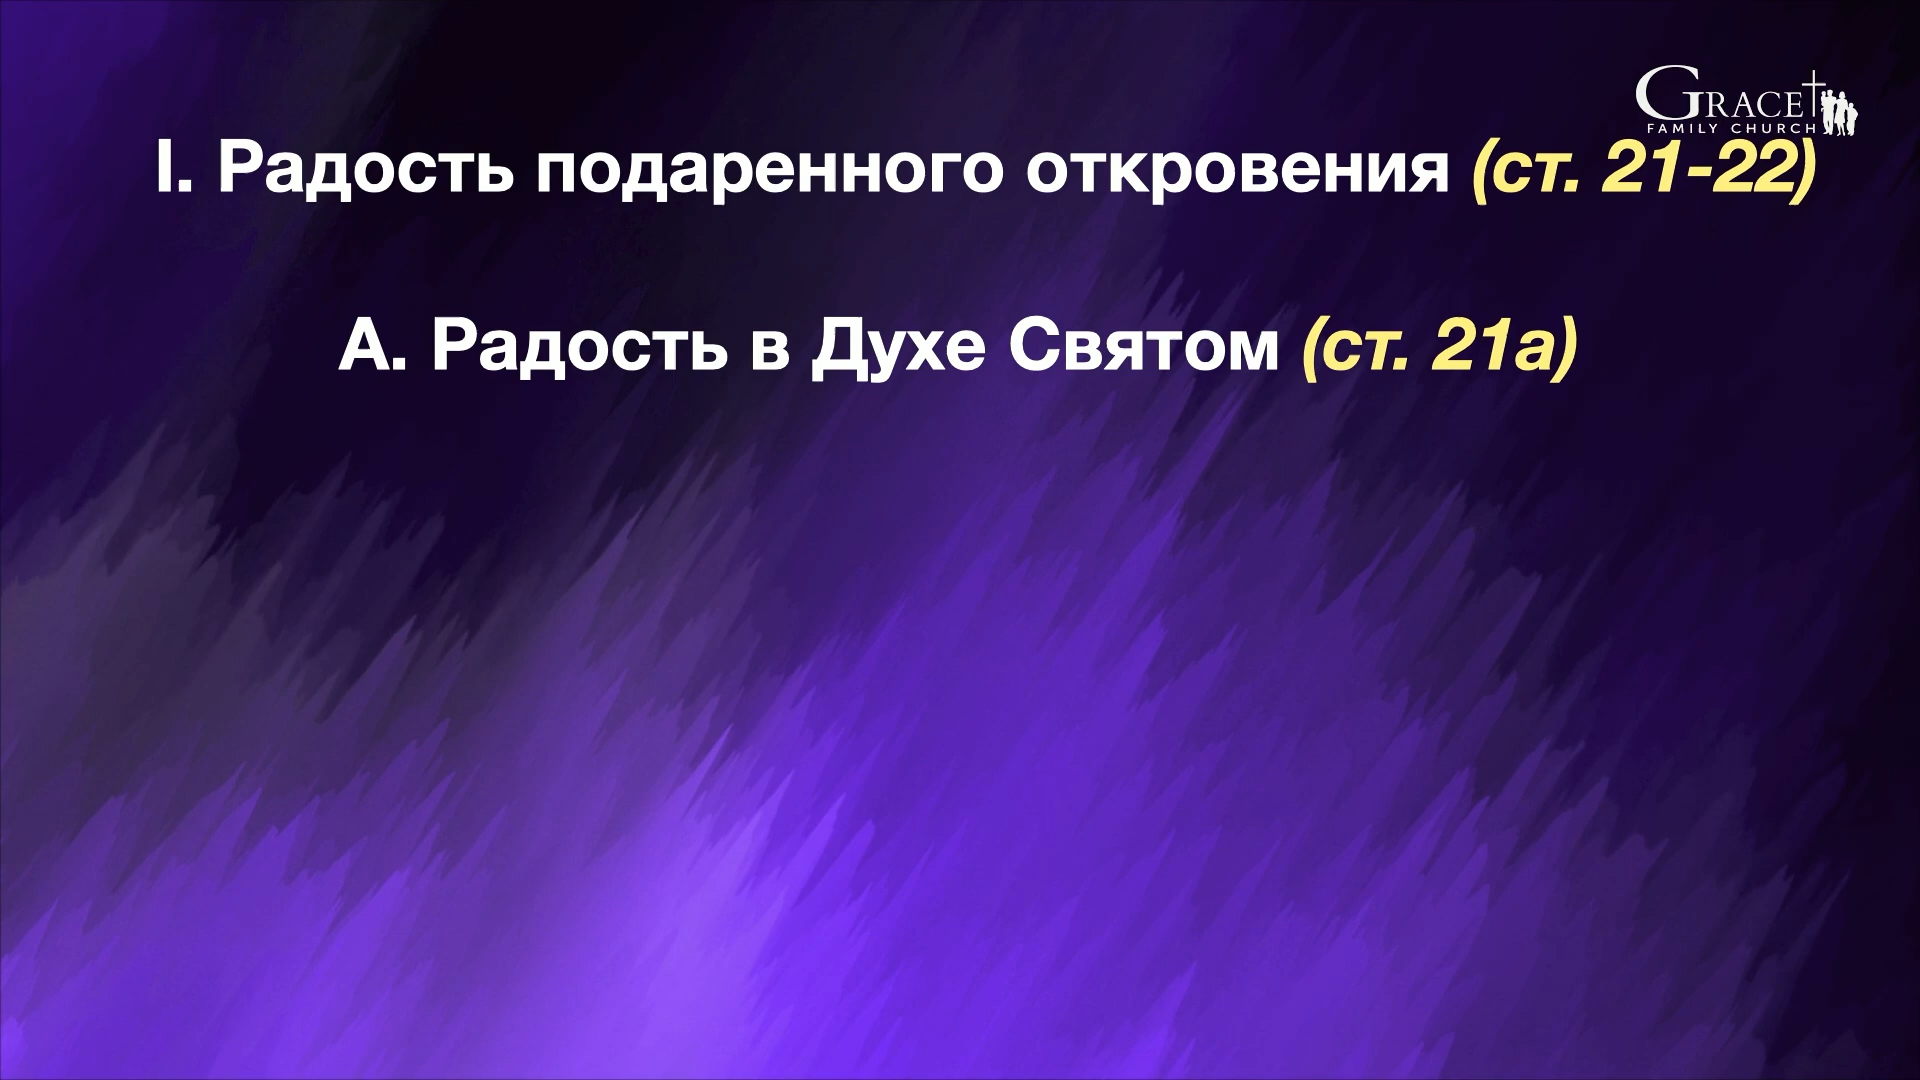 GRACE
FAMILY CHURCH
I. Радость подаренного откровения (ст. 21-22)
А. Радость в Духе Святом (ст. 21а)